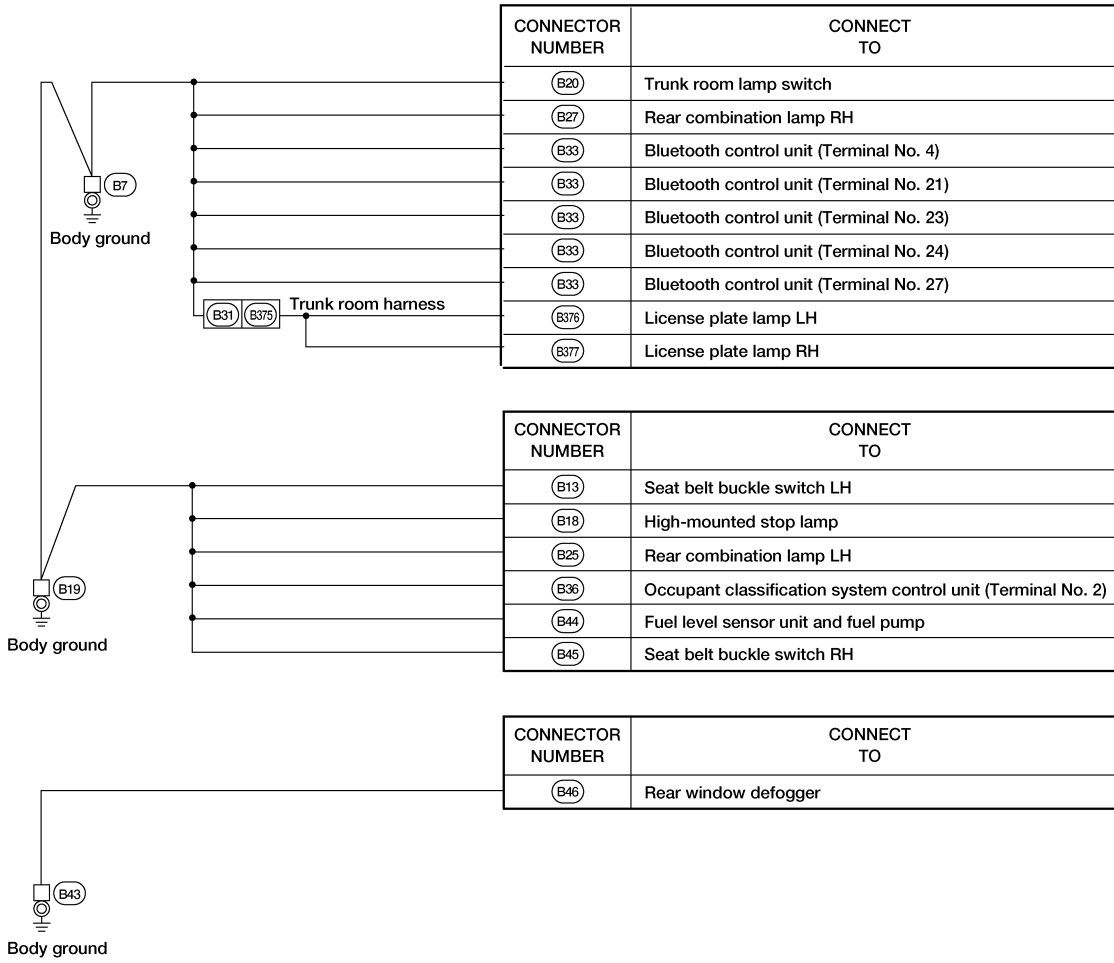 CONNECTOR NUMBER CONNECT TO
B20 Trunk room lamp switch
B27 Rear combination lamp RH
B33 Bluetooth control unit (Terminal No. 4)
B7
B33 Bluetooth control unit (Terminal No. 21)
B33 Bluetooth control unit (Terminal No. 23)
Body ground
B33 Bluetooth control unit (Terminal No. 24)
B33 Bluetooth control unit (Terminal No. 27)
Trunk room harness
B31 B375
B376 License plate lamp LH
B377 License plate lamp RH
CONNECTOR NUMBER CONNECT TO
B13 Seat belt buckle switch LH
B18 High-mounted stop lamp
B25 Rear combination lamp LH
B19
B36 Occupant classification system control unit (Terminal No. 2)
B44 Fuel level sensor unit and fuel pump
Body ground
B45 Seat belt buckle switch RH
CONNECTOR NUMBER CONNECT TO
B46 Rear window defogger
B43
Body ground